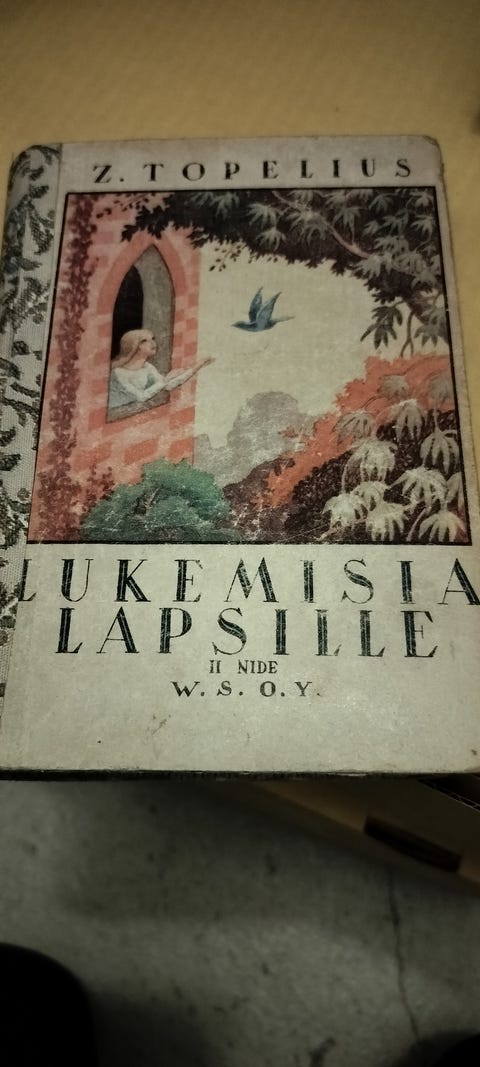 Z. TOPELIUS
LUKEMISIA
LAPSILLE
II NIDE
W. S. O. Y.